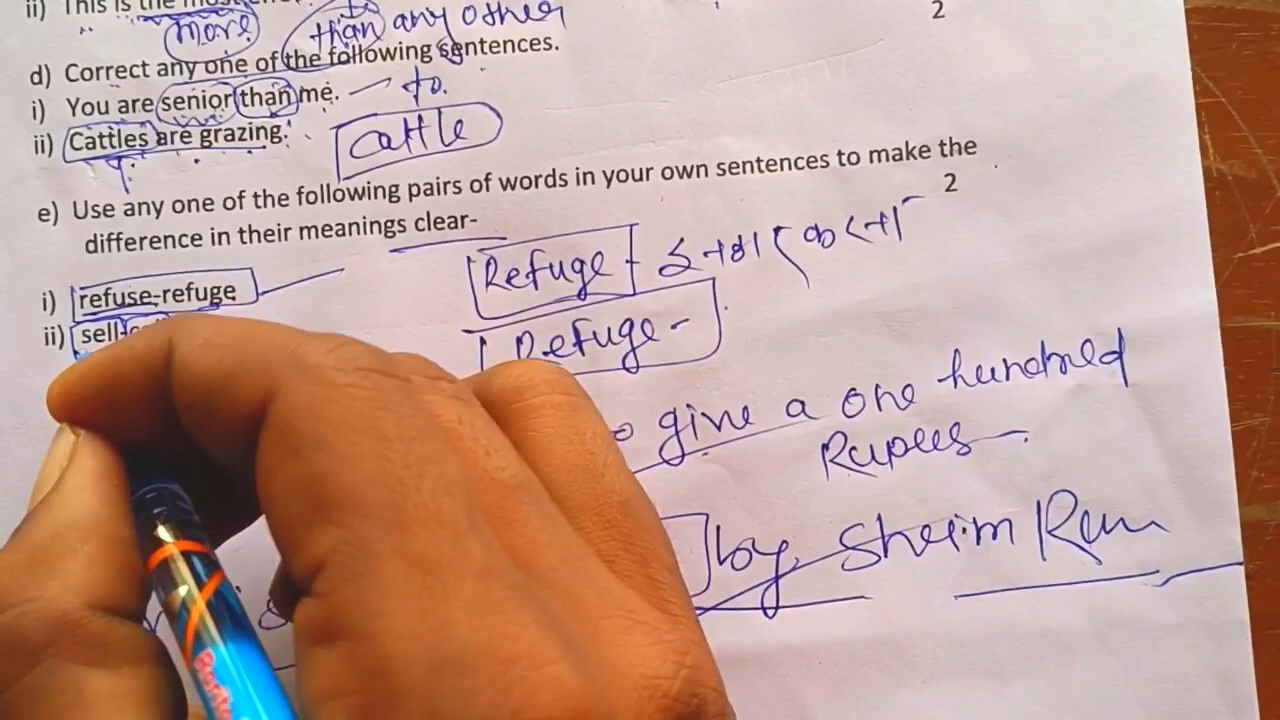 ii) This is the
more than any other
2
d) Correct any one of the following sentences.
i) You are senior than me. — to.
ii) Cattles are grazing. Cattle
e) Use any one of the following pairs of words in your own sentences to make the
difference in their meanings clear- 2
i) refuse-refuge Refuge -
ii) sell- Refuge -
give a one hundred
Rupees
by